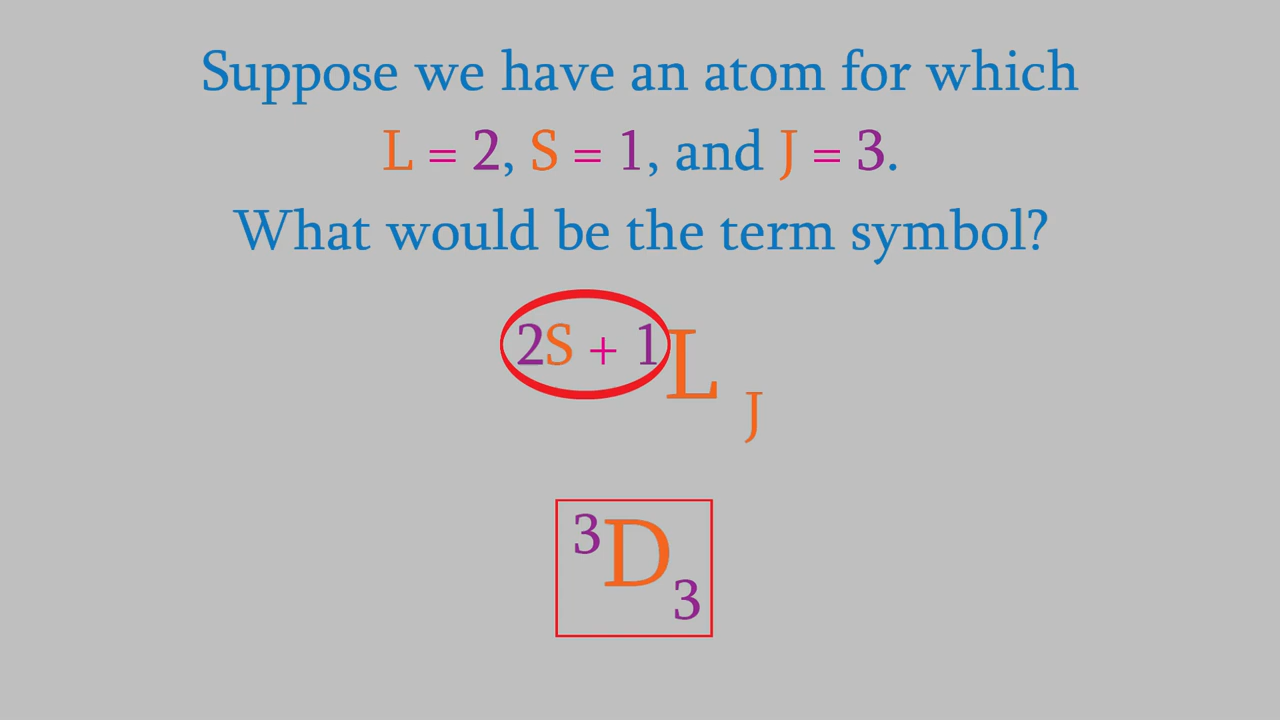 Suppose we have an atom for which
L = 2, S = 1, and J = 3.
What would be the term symbol?
2S + 1LJ
3D3